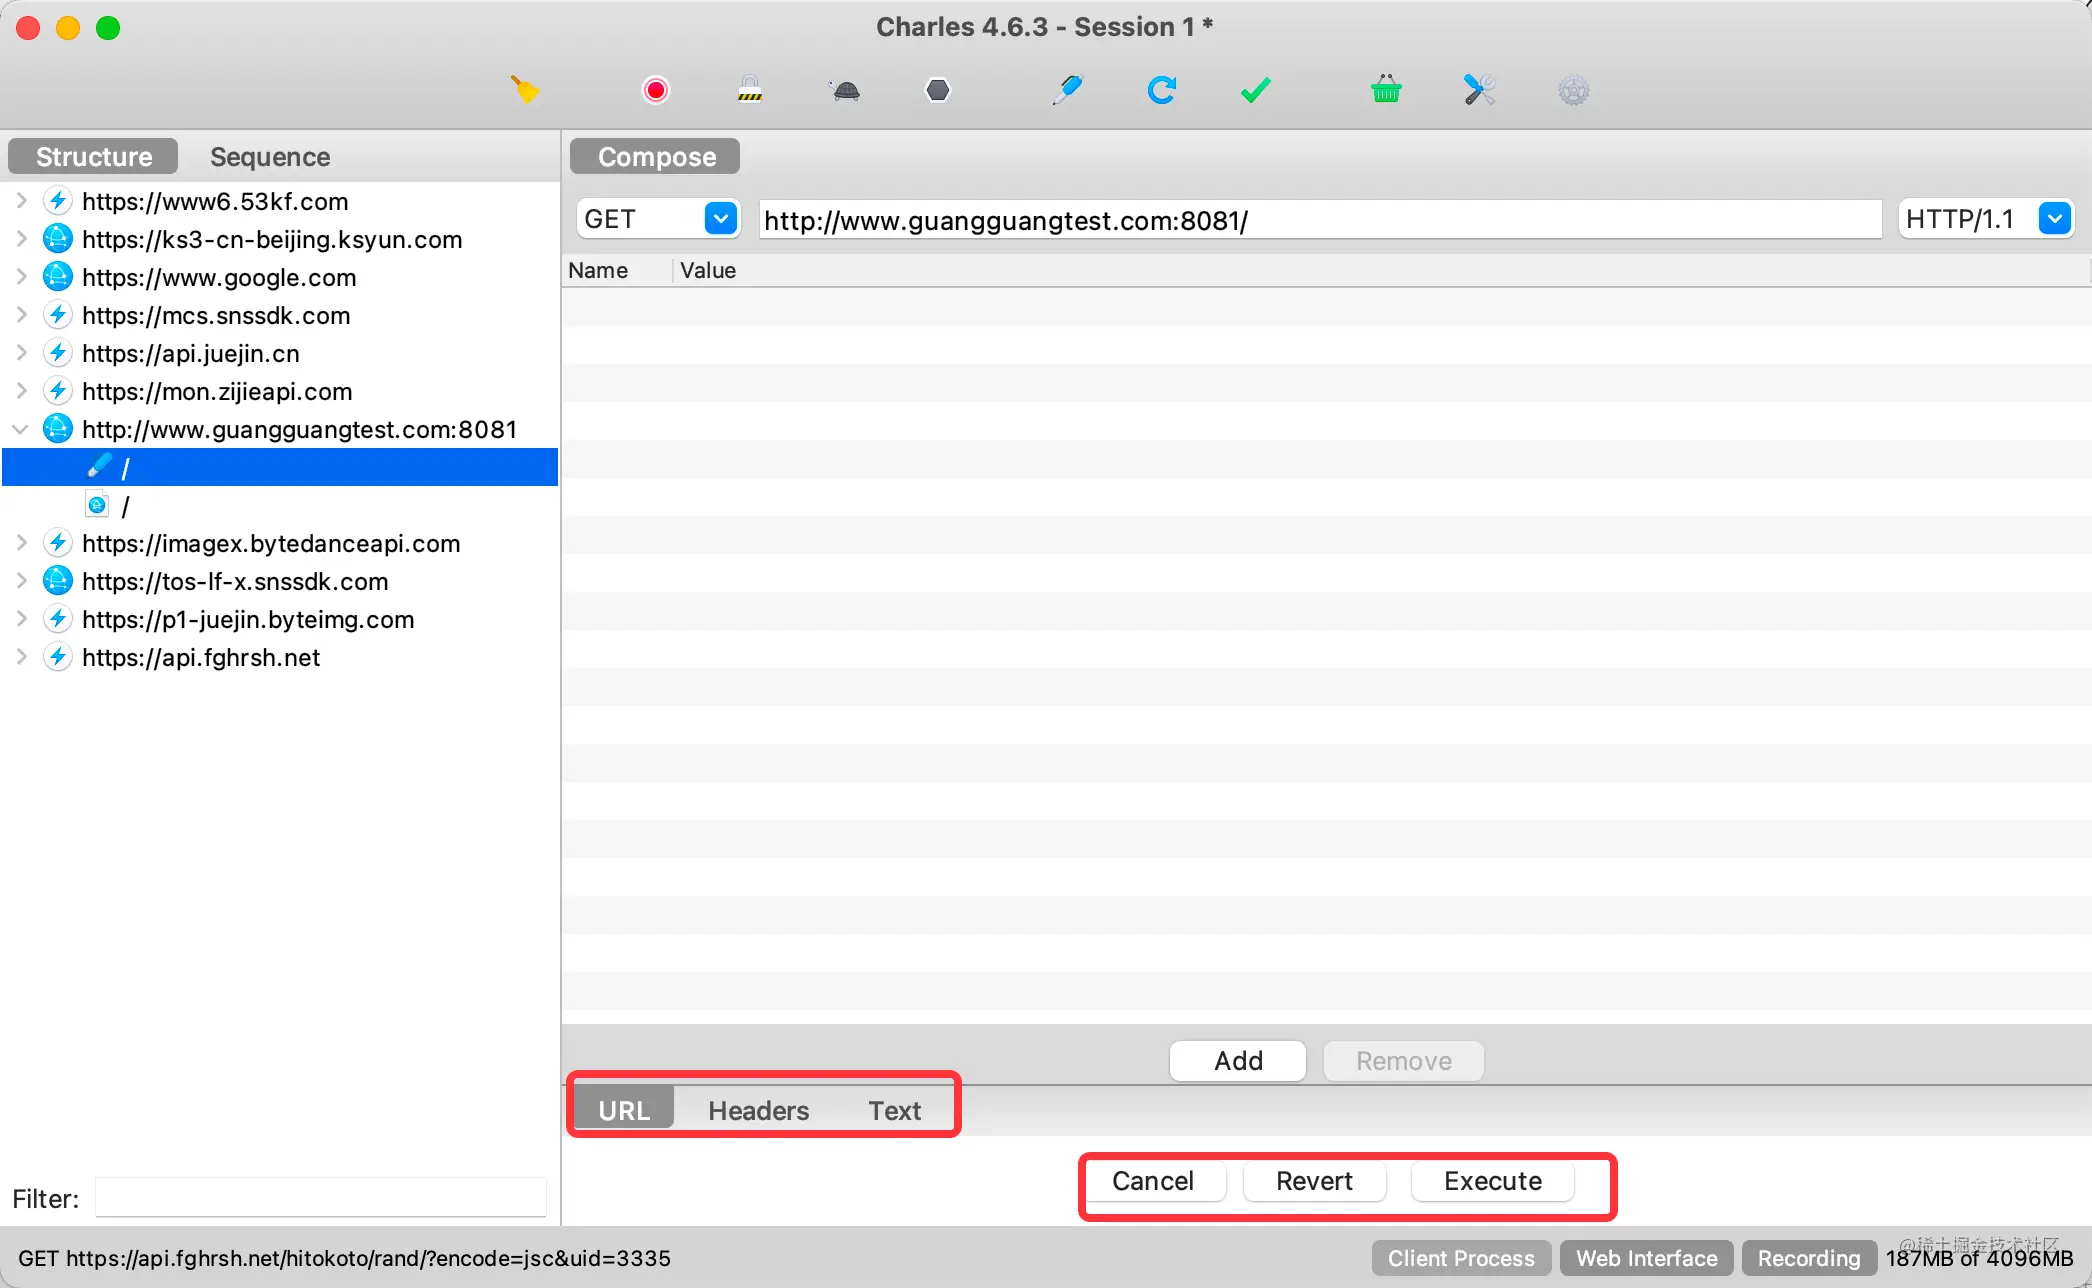 Charles 4.6.3 - Session 1 *
Structure Sequence
https://www6.53kf.com
https://ks3-cn-beijing.ksyun.com
https://www.google.com
https://mcs.snssdk.com
https://api.juejin.cn
https://mon.zijieapi.com
http://www.guangguangtest.com:8081
/
/
https://imagex.bytedanceapi.com
https://tos-lf-x.snssdk.com
https://p1-juejin.byteimg.com
https://api.fghrsh.net
Filter:
Compose
GET http://www.guangguangtest.com:8081/ HTTP/1.1
Name Value
Add Remove
URL Headers Text
Cancel Revert Execute
GET https://api.fghrsh.net/hitokoto/rand/?encode=jsc&uid=3335
Client Process Web Interface Recording 187MB of 4096MB
@稀土掘金技术社区